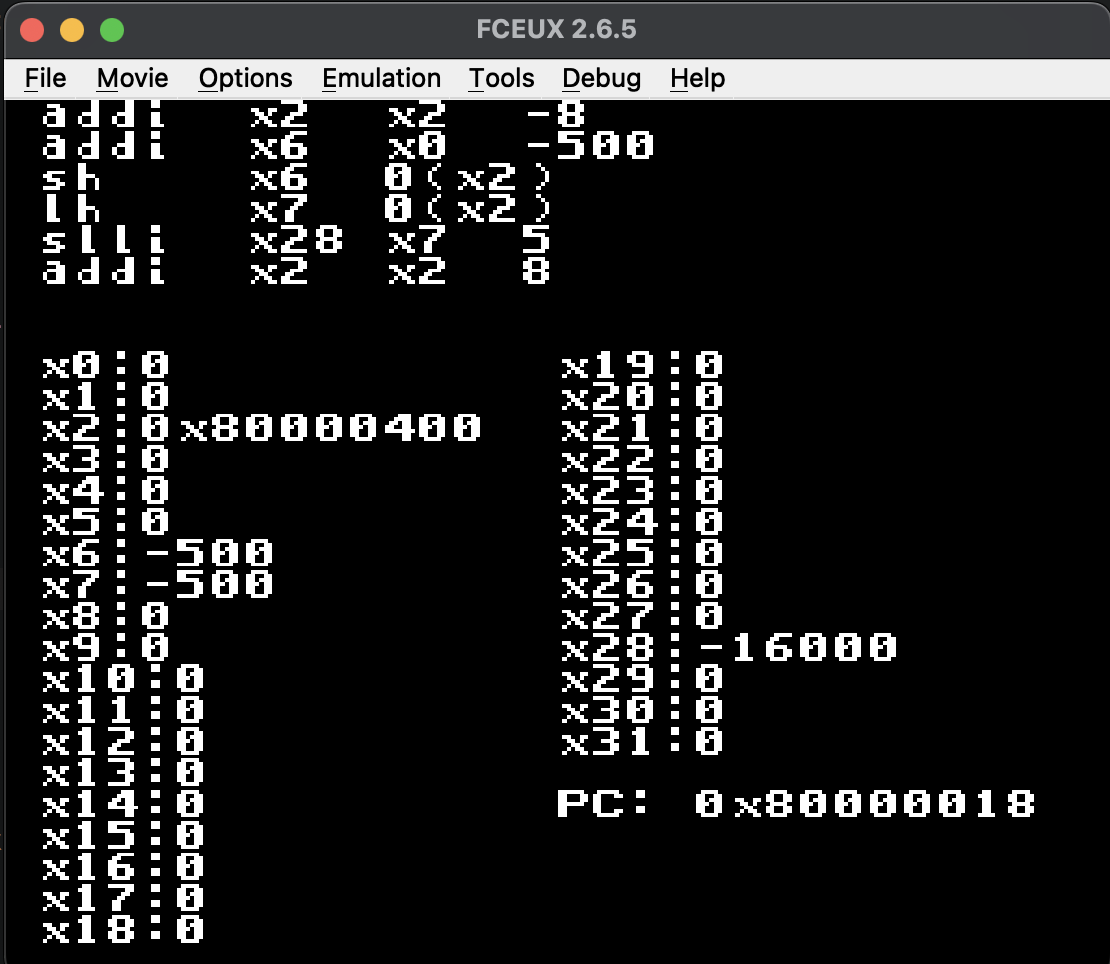 FCEUX 2.6.5
File Movie Options Emulation Tools Debug Help
addi x2 x2 -8
addi x6 x0 -500
sh x6 0(x2)
lh x7 0(x2)
slli x28 x7 5
addi x2 x2 8
x0:0
x1:0
x2:0x80000400
x3:0
x4:0
x5:0
x6:-500
x7:-500
x8:0
x9:0
x10:0
x11:0
x12:0
x13:0
x14:0
x15:0
x16:0
x17:0
x18:0
x19:0
x20:0
x21:0
x22:0
x23:0
x24:0
x25:0
x26:0
x27:0
x28:-16000
x29:0
x30:0
x31:0
PC: 0x80000018